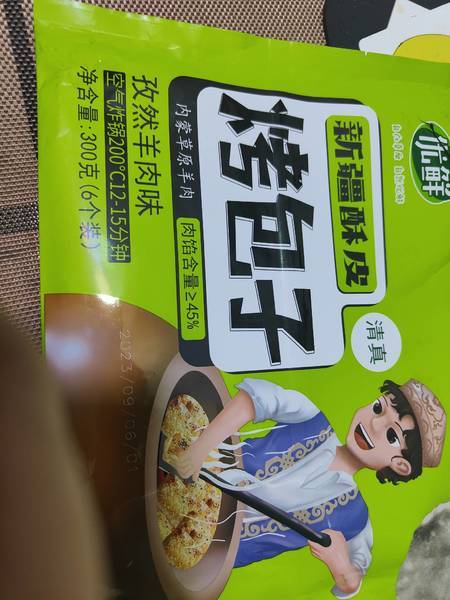 优鲜
新疆酥皮
烤包子
清真
内蒙草原羊肉
肉馅含量≥45%
孜然羊肉味
空气炸锅200℃12-15分钟
净含量:300克(6个装)
2023/09/06/01